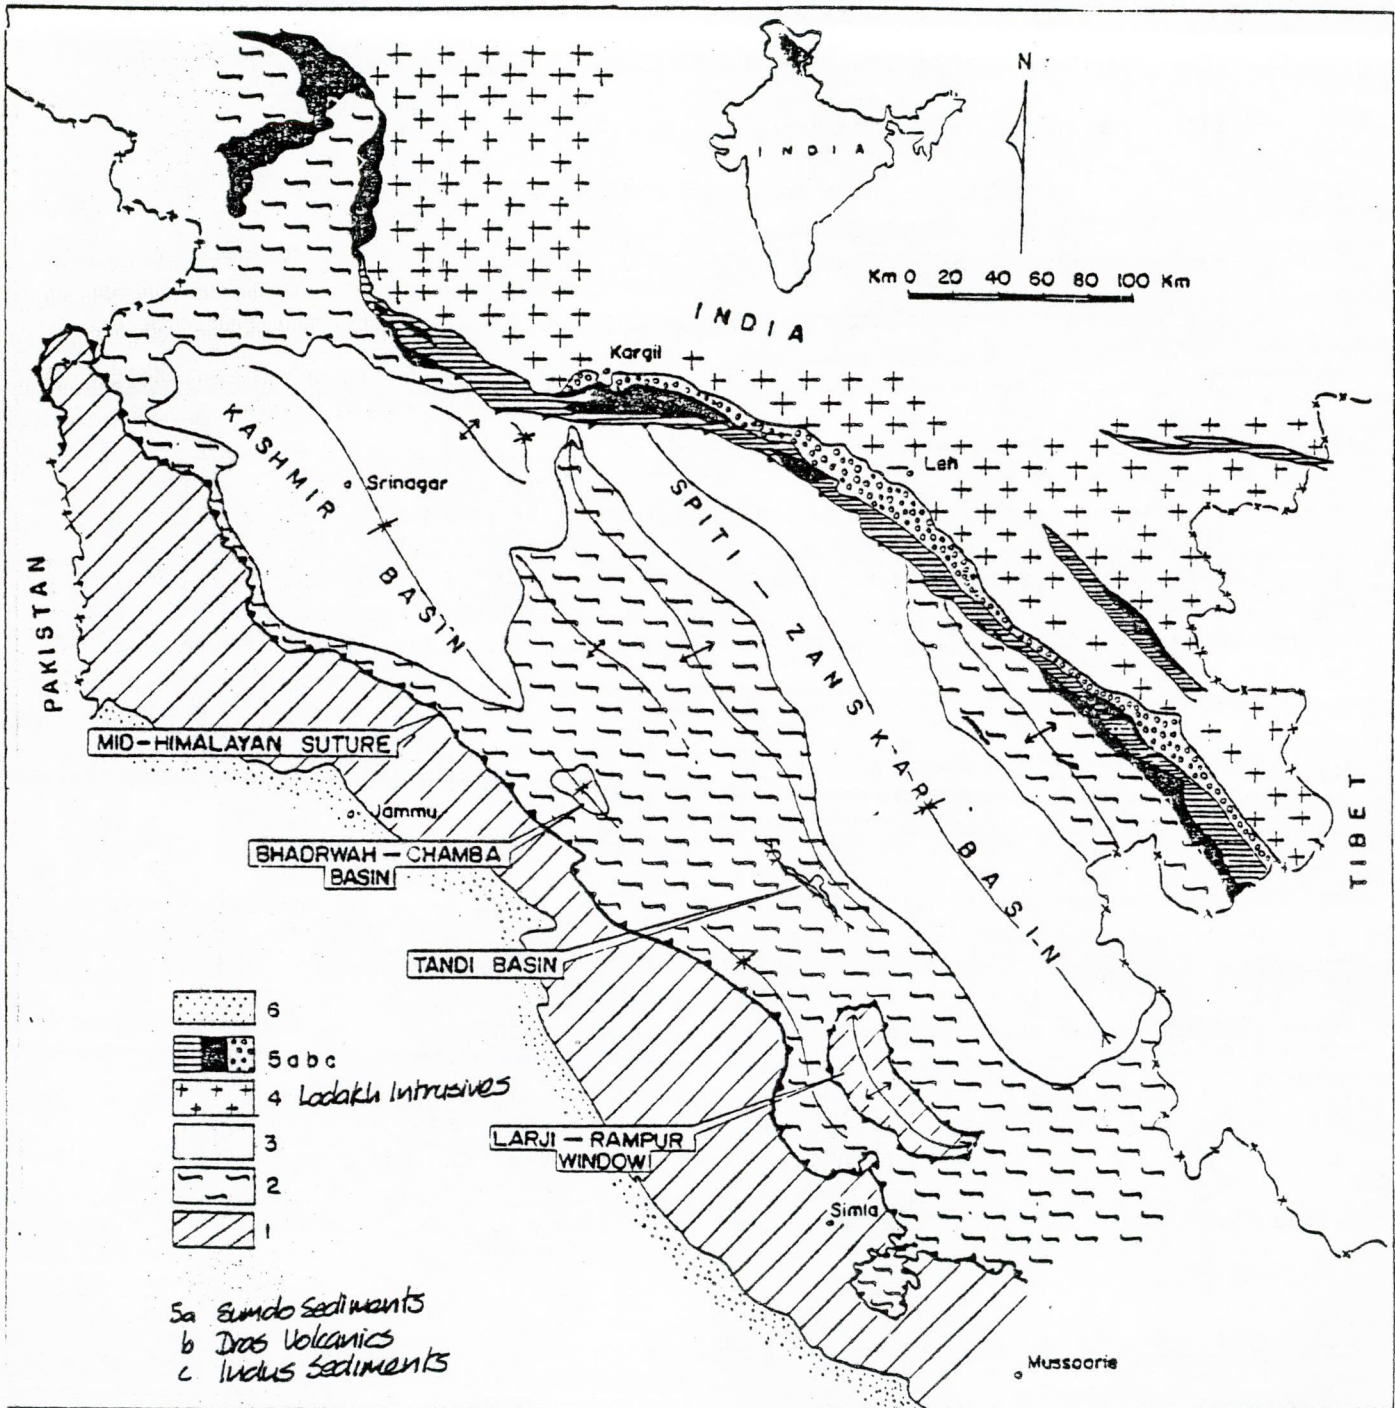 N
INDIA
Km 0 20 40 60 80 100 Km
INDIA
Kargil
Leh
KASHMIR BASIN
Srinagar
SPITI - ZANSKAR BASIN
PAKISTAN
TIBET
MID-HIMALAYAN SUTURE
Jammu
BHADRWAH - CHAMBA
BASIN
TANDI BASIN
LARJI - RAMPUR
WINDOW
Simla
Mussoorie
6
5 a b c
4 Ladakh Intrusives
3
2
1
5a Sumdo Sediments
b Dras Volcanics
c Indus Sediments